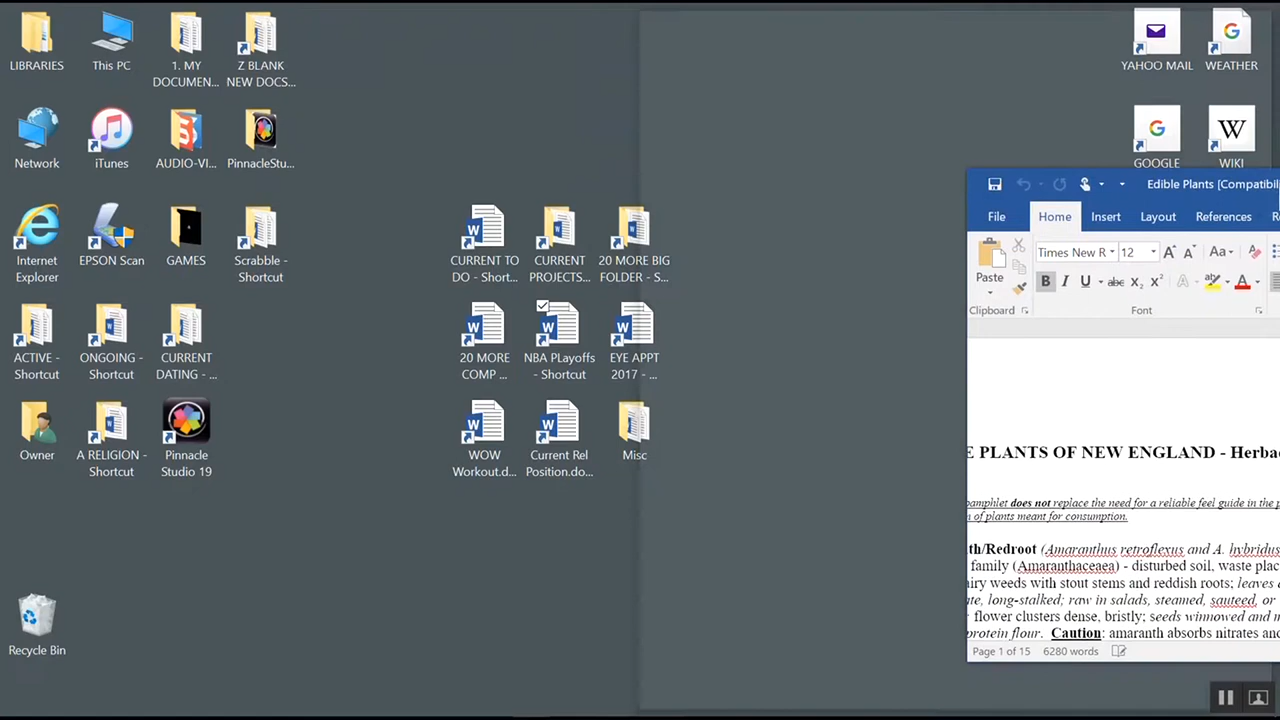 LIBRARIES
This PC
1. MY
DOCUMEN...
Z BLANK
NEW DOCS...
YAHOO MAIL
WEATHER
Network
iTunes
AUDIO-VI...
PinnacleStu...
GOOGLE
WIKI
Internet
Explorer
EPSON Scan
GAMES
Scrabble -
Shortcut
CURRENT TO
DO - Short...
CURRENT
PROJECTS...
20 MORE BIG
FOLDER - S...
ACTIVE -
Shortcut
ONGOING -
Shortcut
CURRENT
DATING - ...
20 MORE
COMP ...
NBA PLayoffs
- Shortcut
EYE APPT
2017 - ...
Owner
A RELIGION -
Shortcut
Pinnacle
Studio 19
WOW
Workout.d...
Current Rel
Position.do...
Misc
Recycle Bin
Edible Plants [Compatibi
File Home Insert Layout References
Paste
Times New R 12
Aa
B I U abc X₂ X²
Clipboard Font
E PLANTS OF NEW ENGLAND - Herba
pamphlet does not replace the need for a reliable feel guide in the p
n of plants meant for consumption.
th/Redroot (Amaranthus retroflexus and A. hybridus
family (Amaranthaceaea) - disturbed soil, waste plac
iry weeds with stout stems and reddish roots; leaves
te, long-stalked; raw in salads, steamed, sauteed, or
flower clusters dense, bristly; seeds winnowed and m
protein flour. Caution: amaranth absorbs nitrates and
Page 1 of 15 6280 words